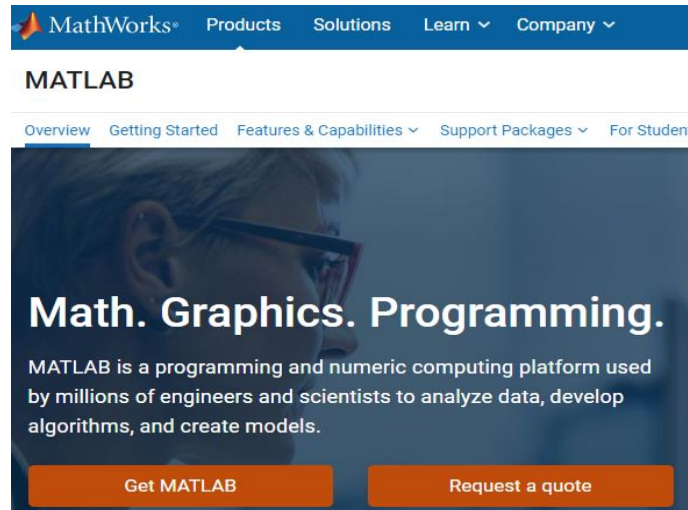 MathWorks® Products Solutions Learn Company
MATLAB
Overview Getting Started Features & Capabilities Support Packages For Studen
Math. Graphics. Programming.
MATLAB is a programming and numeric computing platform used
by millions of engineers and scientists to analyze data, develop
algorithms, and create models.
Get MATLAB Request a quote